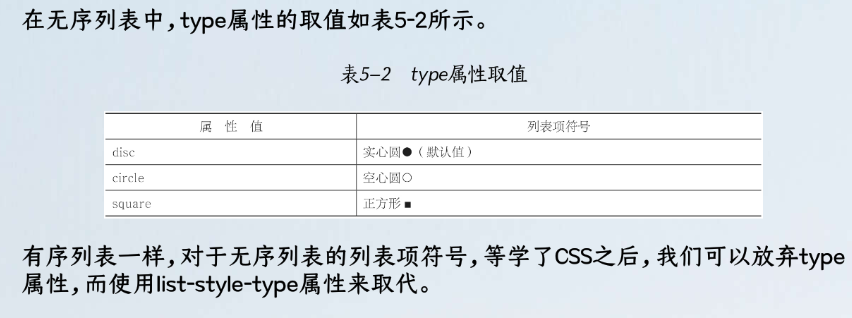 在无序列表中,type属性的取值如表5-2所示。
表5–2 type属性取值
属 性 值 列表项符号
disc 实心圆●（默认值）
circle 空心圆○
square 正方形■
有序列表一样,对于无序列表的列表项符号,等学了CSS之后,我们可以放弃type
属性,而使用list-style-type属性来取代。